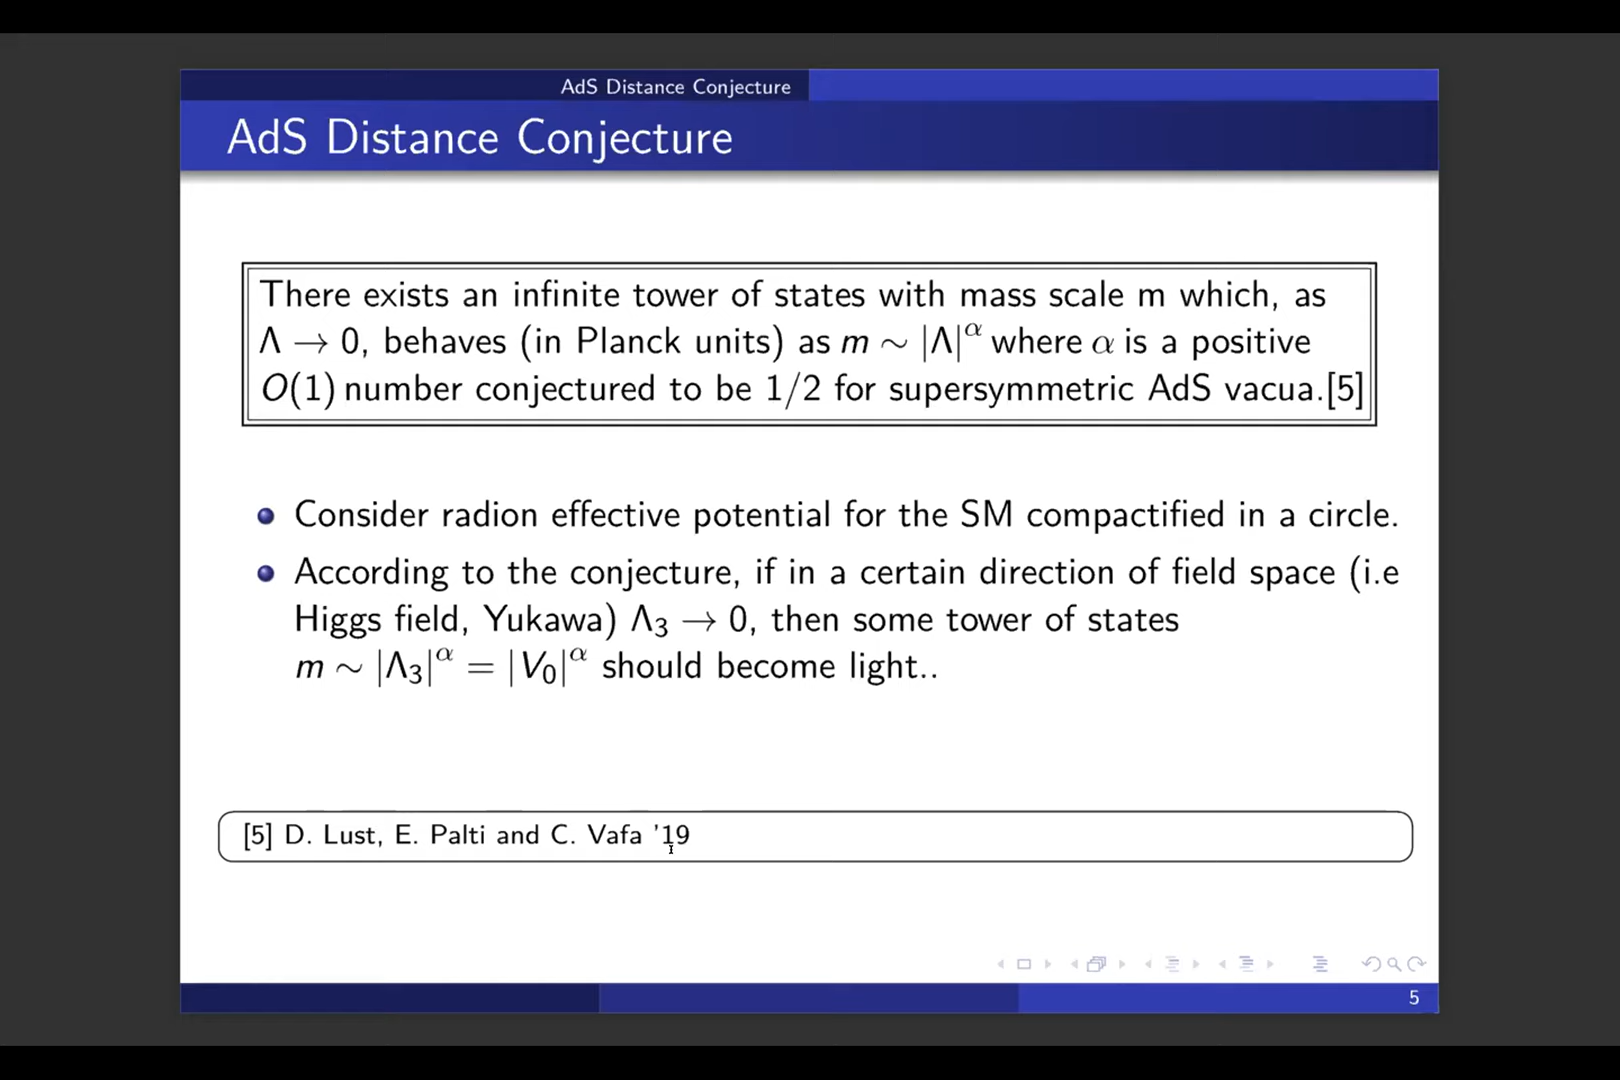 AdS Distance Conjecture
AdS Distance Conjecture
There exists an infinite tower of states with mass scale m which, as
Λ → 0, behaves (in Planck units) as m ∼ |Λ|^α where α is a positive
O(1) number conjectured to be 1/2 for supersymmetric AdS vacua.[5]
Consider radion effective potential for the SM compactified in a circle.
According to the conjecture, if in a certain direction of field space (i.e
Higgs field, Yukawa) Λ₃ → 0, then some tower of states
m ∼ |Λ₃|^α = |V₀|^α should become light..
[5] D. Lust, E. Palti and C. Vafa '19
5